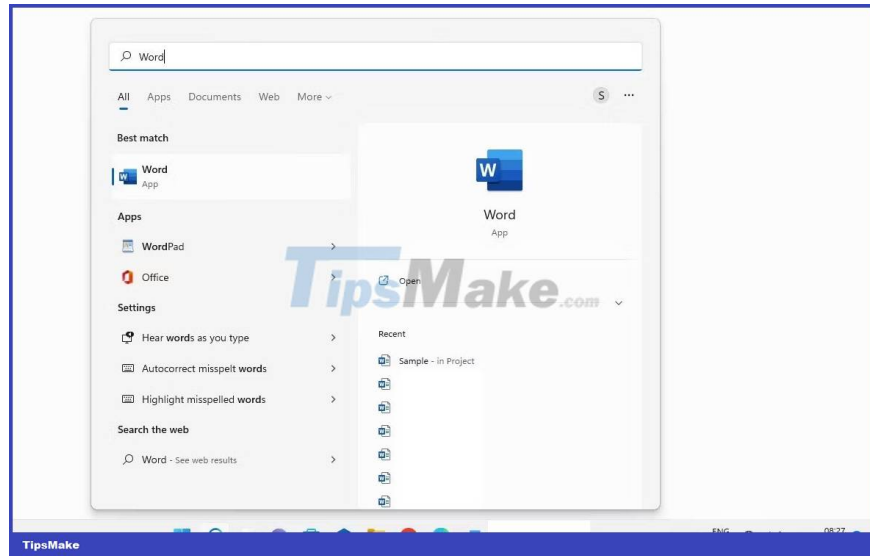 Word
All Apps Documents Web More
S ...
Best match
Word
App
Apps
WordPad
Office
Settings
Hear words as you type
Autocorrect misspelt words
Highlight misspelled words
Search the web
Word - See web results
W
Word
App
Open
Recent
Sample - in Project
TipsMake.com
ENG
08:27
TipsMake